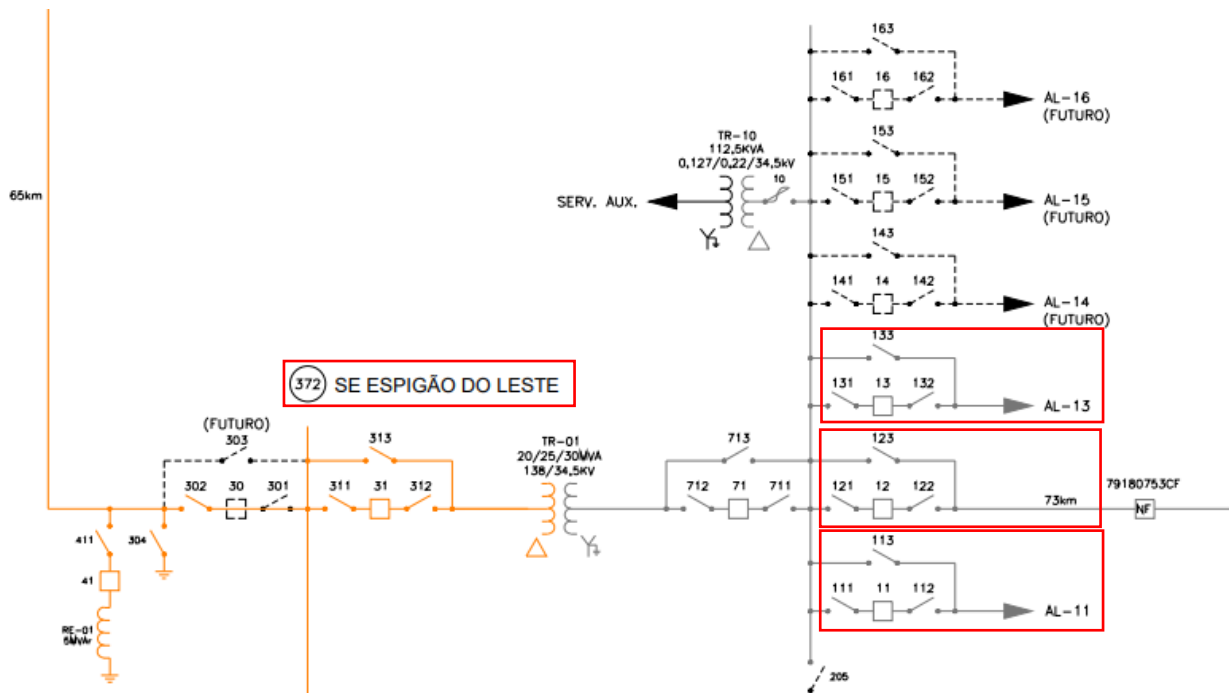 163
161 16 162
AL-16
(FUTURO)
153
TR-10
112,5KVA
0,127/0,22/34,5kV
10
151 15 152
65km
SERV. AUX.
AL-15
(FUTURO)
143
141 14 142
AL-14
(FUTURO)
133
372 SE ESPIGÃO DO LESTE
131 13 132
AL-13
(FUTURO)
303
313
TR-01
20/25/30MVA
138/34,5KV
713
123
302 30 301
311 31 312
712 71 711
121 12 122
73km
79180753CF
NF
411
304
113
41
111 11 112
AL-11
RE-01
5MVAr
205